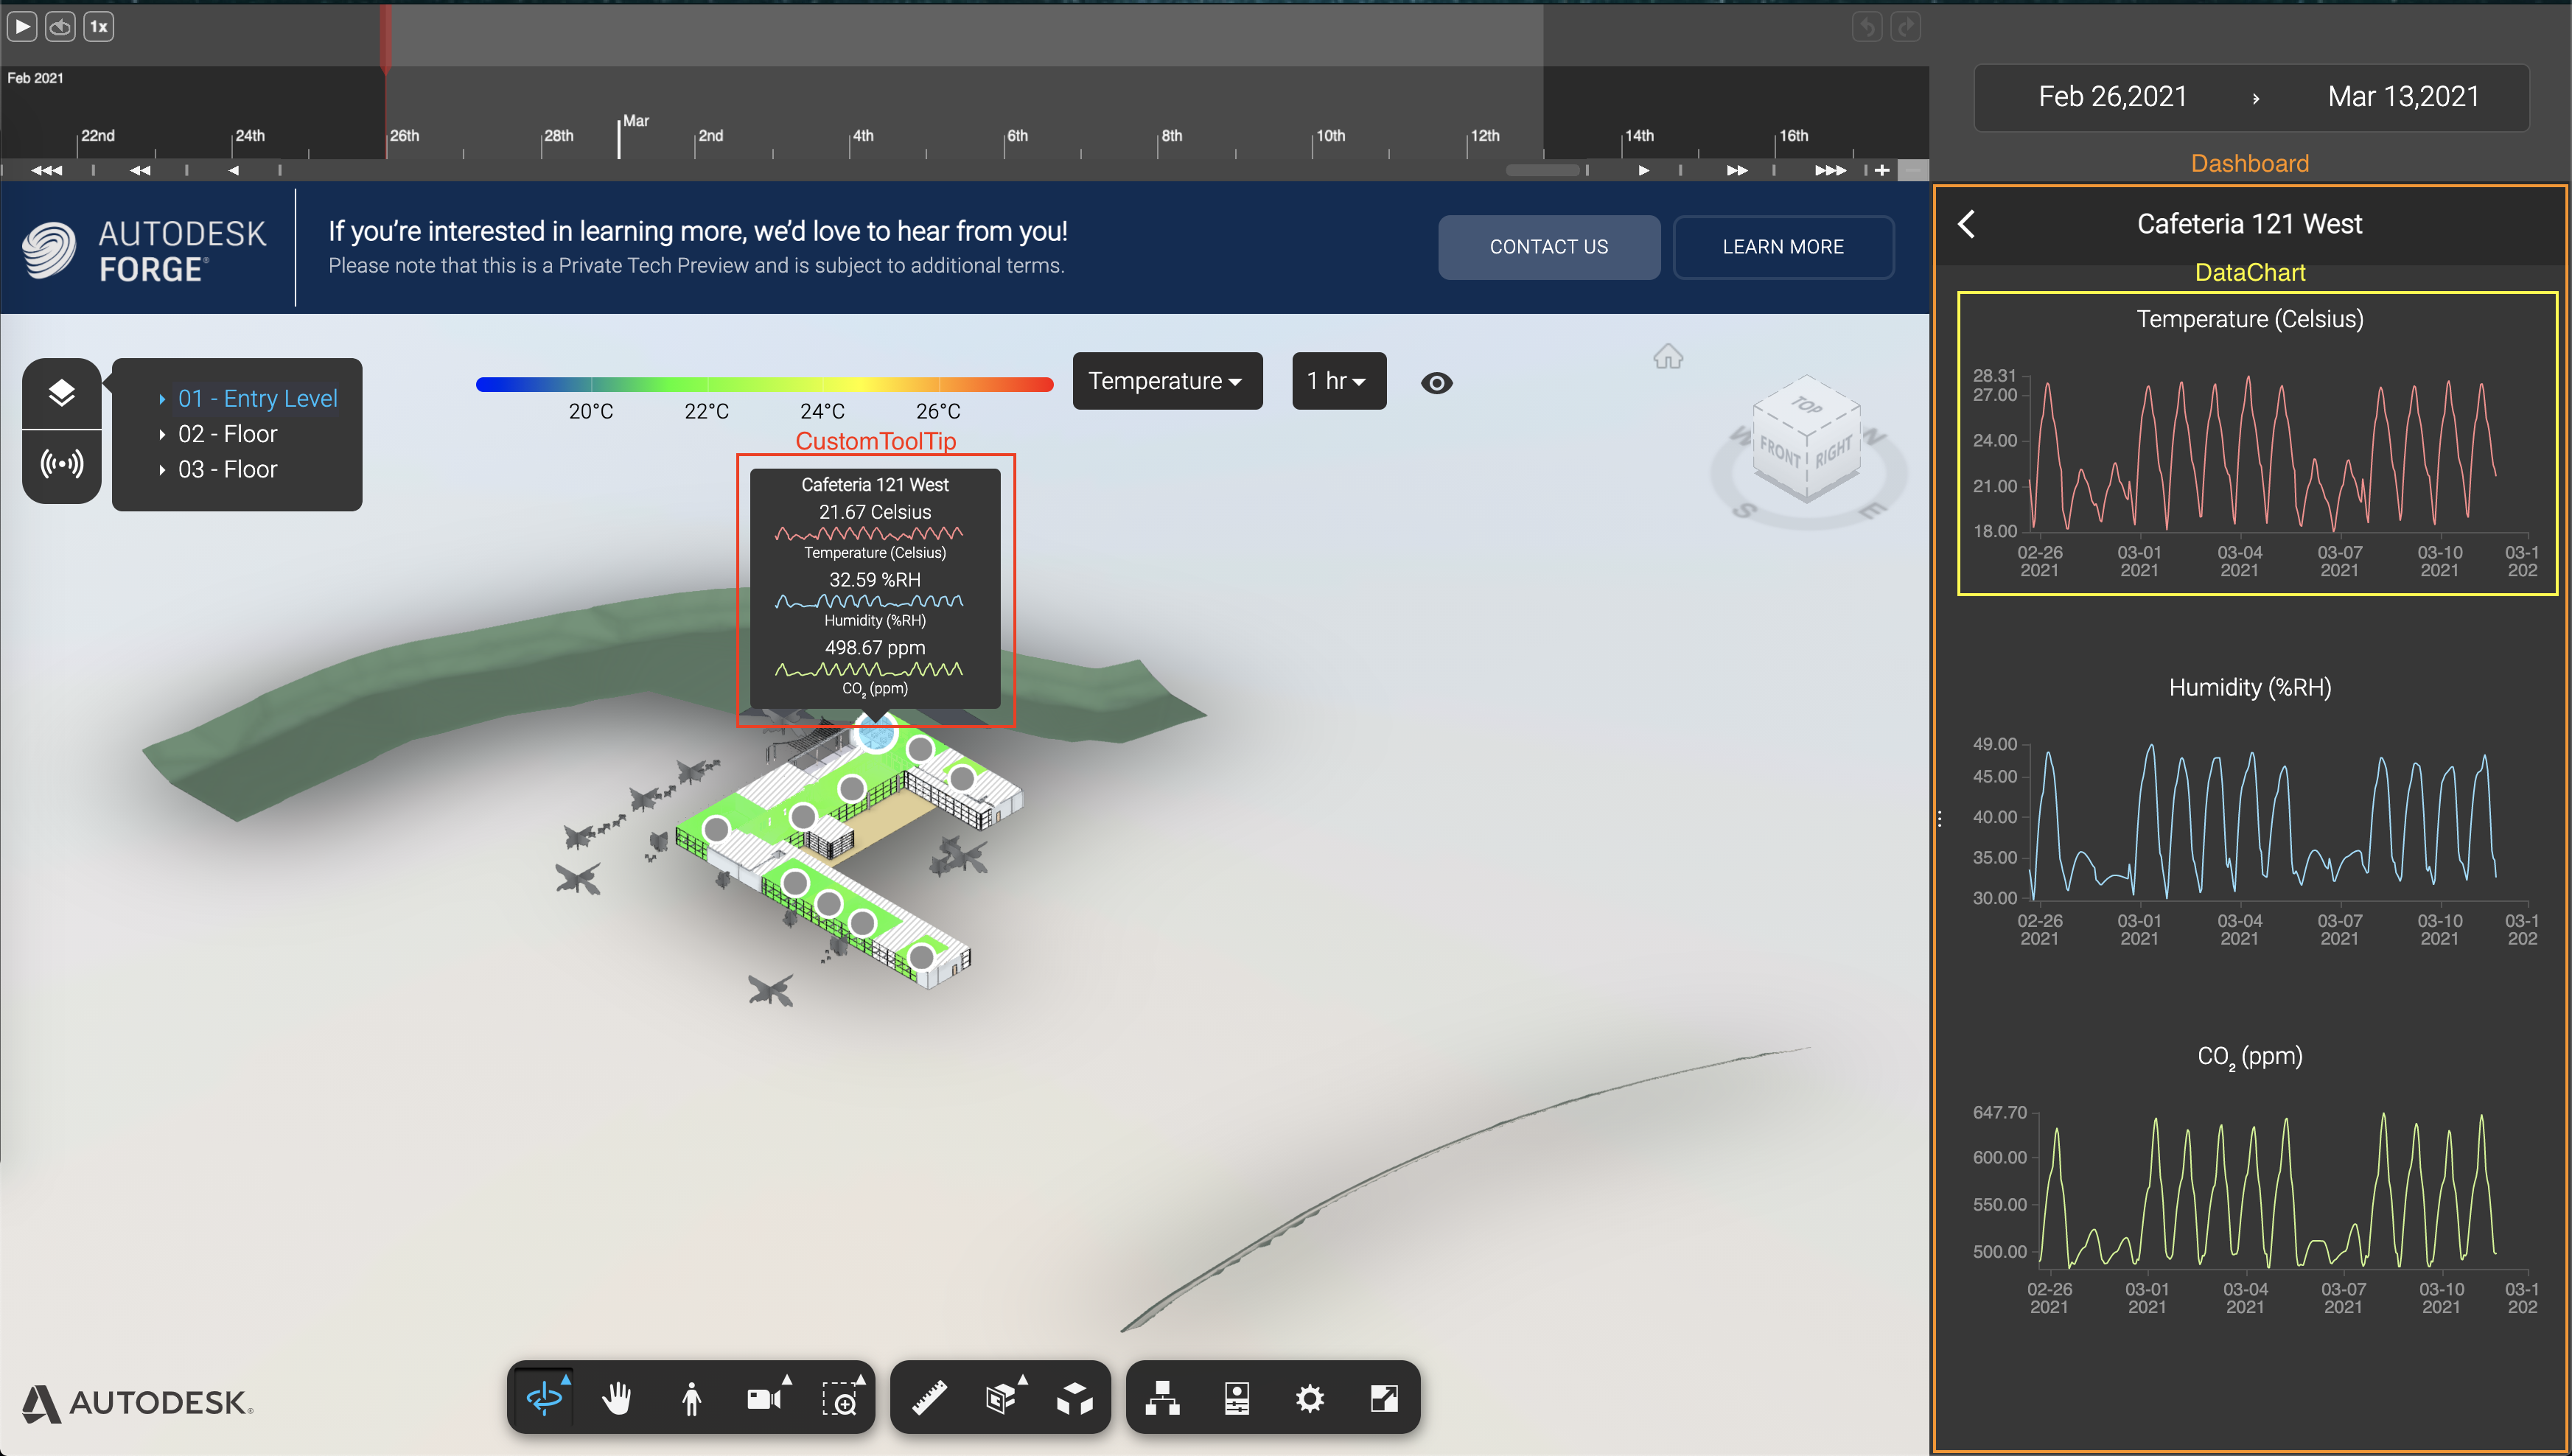 1x
Feb 2021
22nd 24th 26th 28th Mar 2nd 4th 6th 8th 10th 12th 14th 16th
Feb 26,2021 › Mar 13,2021
Dashboard
AUTODESK
FORGE®
If you’re interested in learning more, we’d love to hear from you!
Please note that this is a Private Tech Preview and is subject to additional terms.
CONTACT US
LEARN MORE
01 - Entry Level
02 - Floor
03 - Floor
20°C 22°C 24°C 26°C
Temperature
1 hr
CustomToolTip
Cafeteria 121 West
21.67 Celsius
Temperature (Celsius)
32.59 %RH
Humidity (%RH)
498.67 ppm
CO₂ (ppm)
TOP
FRONT
RIGHT
W
N
S
E
AUTODESK®
Cafeteria 121 West
DataChart
Temperature (Celsius)
28.31
27.00
24.00
21.00
18.00
02-26 03-01 03-04 03-07 03-10 03-1
2021 2021 2021 2021 2021 202
Humidity (%RH)
49.00
45.00
40.00
35.00
30.00
02-26 03-01 03-04 03-07 03-10 03-1
2021 2021 2021 2021 2021 202
CO₂ (ppm)
647.70
600.00
550.00
500.00
02-26 03-01 03-04 03-07 03-10 03-1
2021 2021 2021 2021 2021 202